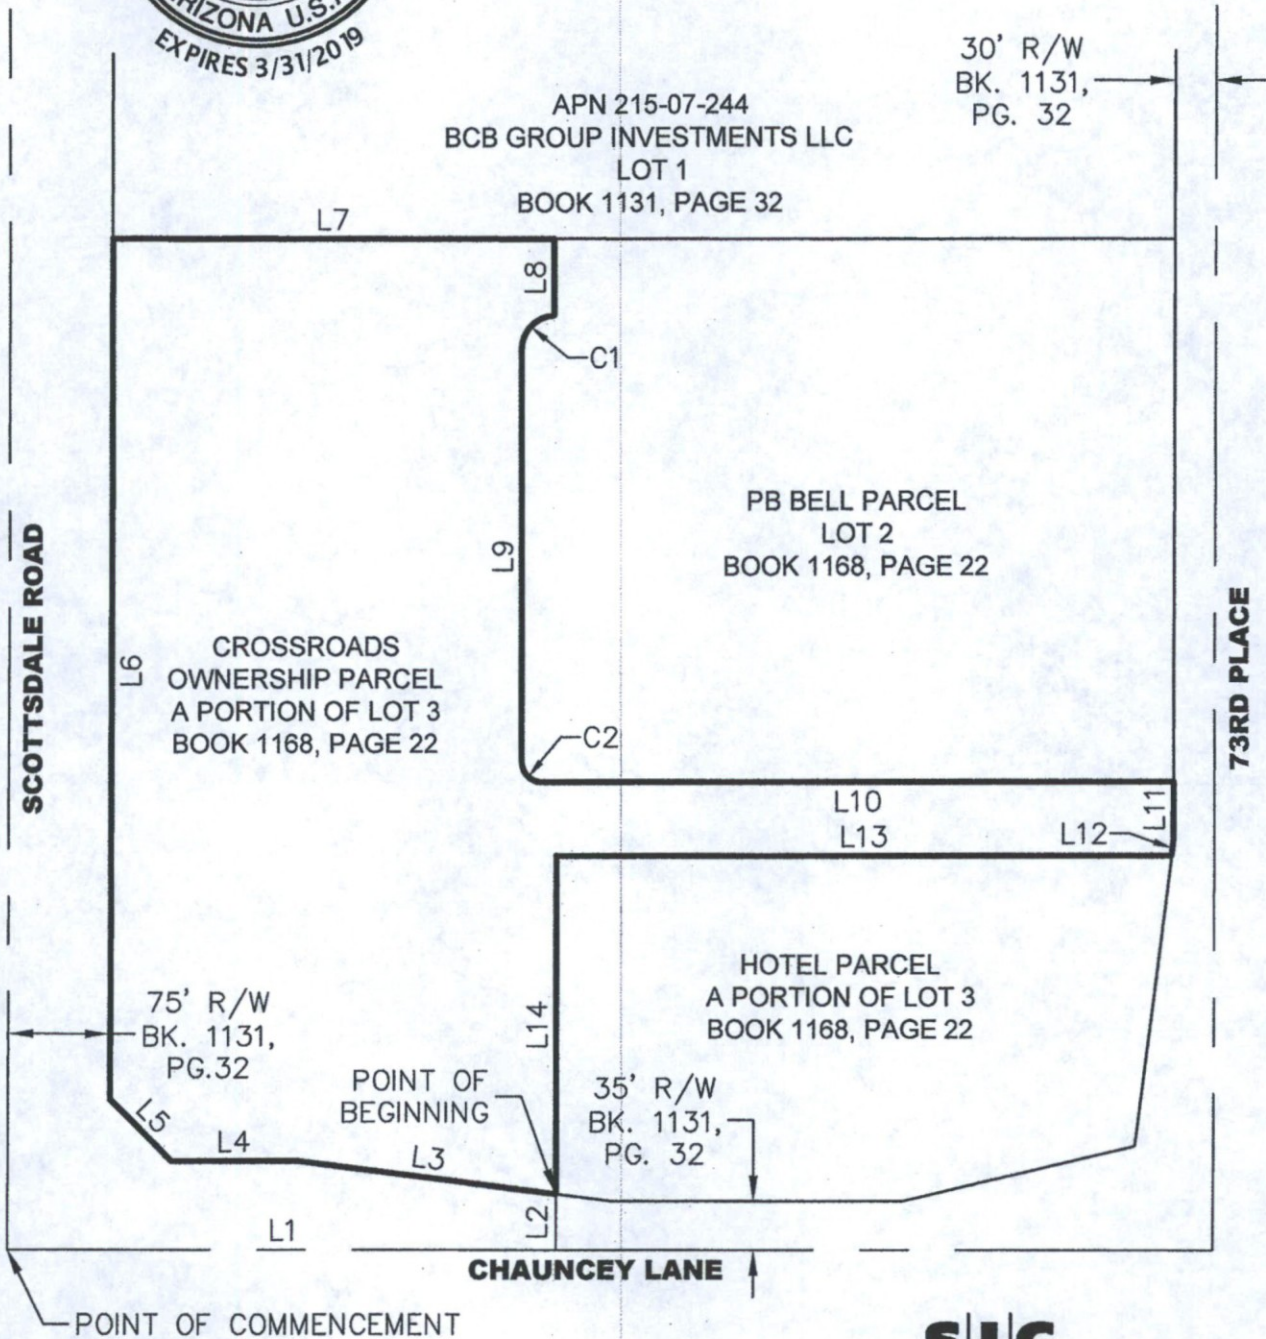 ARIZONA U.S.A.
EXPIRES 3/31/2019
30' R/W
BK. 1131,
PG. 32
APN 215-07-244
BCB GROUP INVESTMENTS LLC
LOT 1
BOOK 1131, PAGE 32
L7
L8
C1
PB BELL PARCEL
LOT 2
BOOK 1168, PAGE 22
L9
SCOTTSDALE ROAD
L6
CROSSROADS
OWNERSHIP PARCEL
A PORTION OF LOT 3
BOOK 1168, PAGE 22
73RD PLACE
C2
L10
L11
L13
L12
HOTEL PARCEL
A PORTION OF LOT 3
BOOK 1168, PAGE 22
75' R/W
BK. 1131,
PG.32
L14
POINT OF
BEGINNING
35' R/W
BK. 1131,
PG. 32
L5
L4
L3
L2
L1
CHAUNCEY LANE
POINT OF COMMENCEMENT